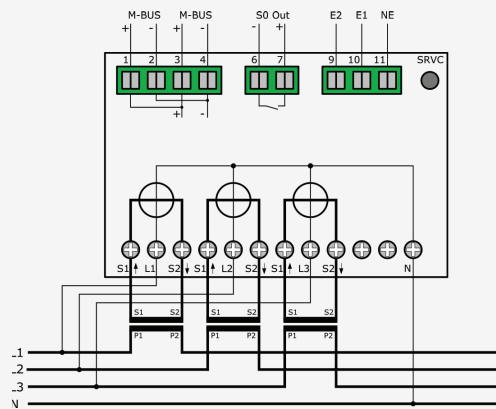 M-BUS M-BUS S0 Out E2 E1 NE
+ - + - - +
1 2 3 4 6 7 9 10 11 SRVC
+ -
S1 L1 S2 S1 L2 S2 S1 L3 S2 N
S1 S2 S1 S2 S1 S2
P1 P2 P1 P2 P1 P2
L1
L2
L3
N